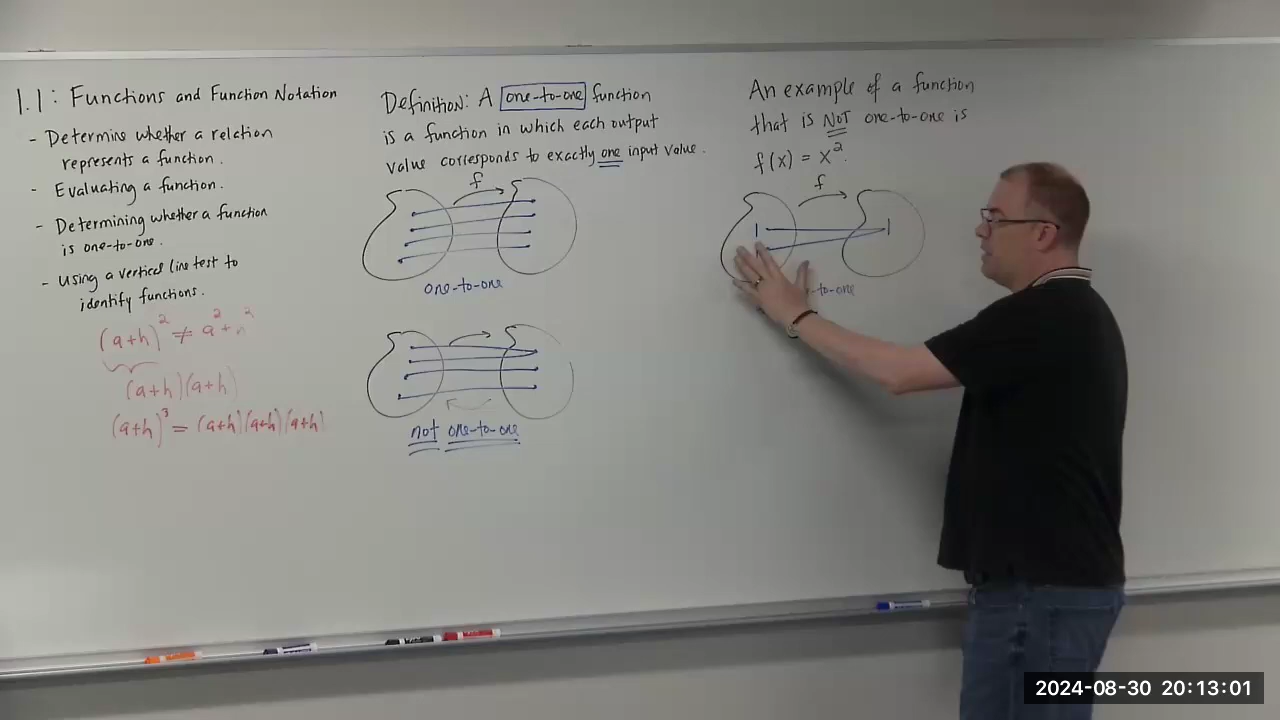 1.1: Functions and Function Notation
- Determine whether a relation
represents a function.
- Evaluating a function.
- Determining whether a function
is one-to-one.
- Using a vertical line test to
identify functions.
(a+h)² ≠ a² + h²
(a+h)(a+h)
(a+h)³ = (a+h)(a+h)(a+h)
Definition: A one-to-one function
is a function in which each output
value corresponds to exactly one input value.
f
one-to-one
not one-to-one
An example of a function
that is NOT one-to-one is
f(x) = x².
f
1 1
to-one
2024-08-30 20:13:01